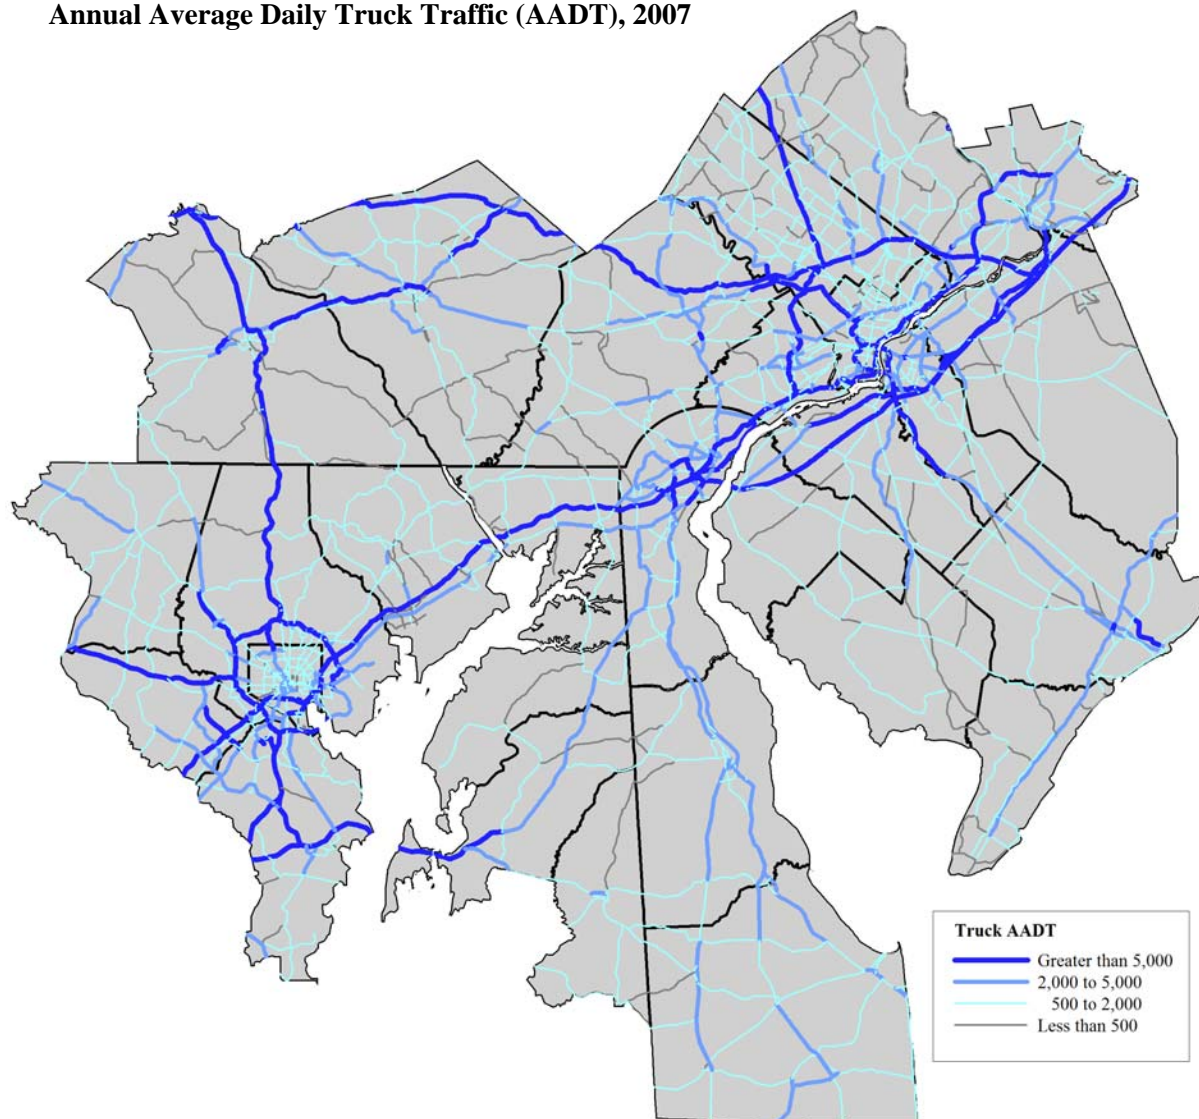 Annual Average Daily Truck Traffic (AADT), 2007
Truck AADT
Greater than 5,000
2,000 to 5,000
500 to 2,000
Less than 500